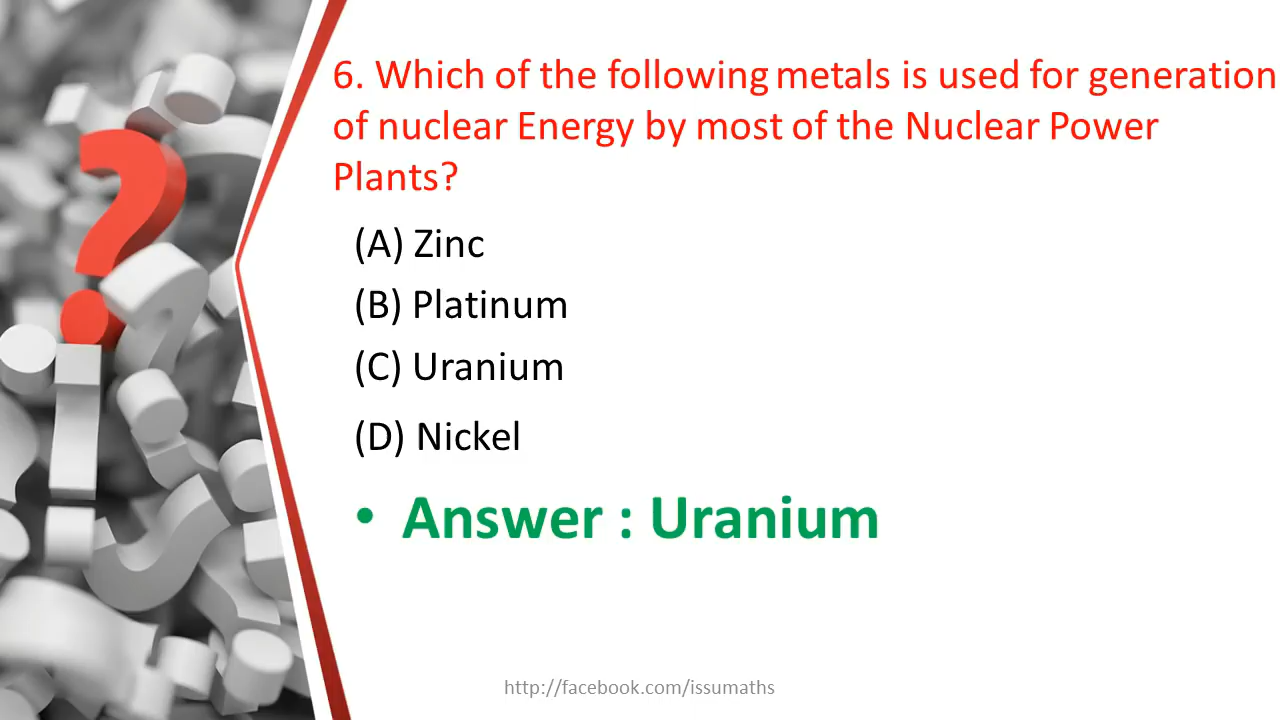 6. Which of the following metals is used for generation
of nuclear Energy by most of the Nuclear Power
Plants?
(A) Zinc
(B) Platinum
(C) Uranium
(D) Nickel
• Answer : Uranium
http://facebook.com/issumaths